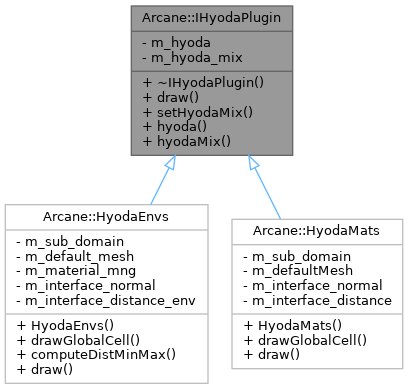 Arcane::IHyodaPlugin
- m_hyoda
- m_hyoda_mix
+ ~IHyodaPlugin()
+ draw()
+ setHyodaMix()
+ hyoda()
+ hyodaMix()
Arcane::HyodaEnvs
- m_sub_domain
- m_default_mesh
- m_material_mng
- m_interface_normal
- m_interface_distance_env
+ HyodaEnvs()
+ drawGlobalCell()
+ computeDistMinMax()
+ draw()
Arcane::HyodaMats
- m_sub_domain
- m_defaultMesh
- m_interface_normal
- m_interface_distance
+ HyodaMats()
+ drawGlobalCell()
+ draw()